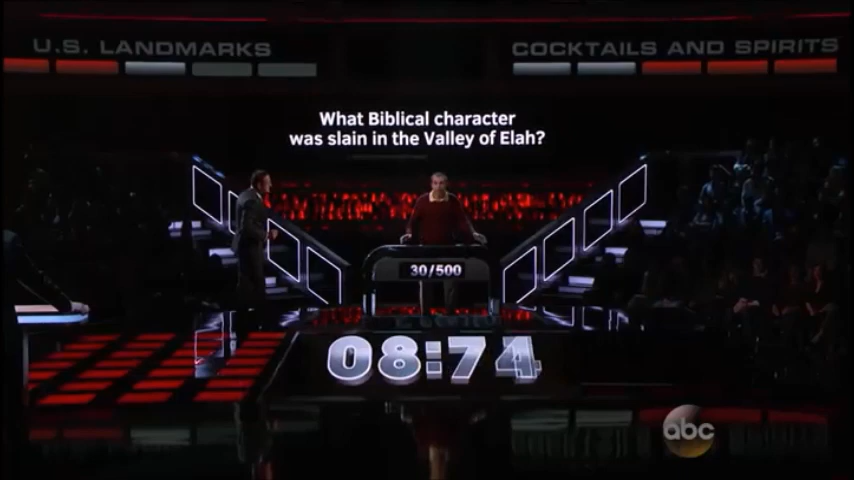 U.S. LANDMARKS
COCKTAILS AND SPIRITS
What Biblical character
was slain in the Valley of Elah?
30/500
08:74
abc